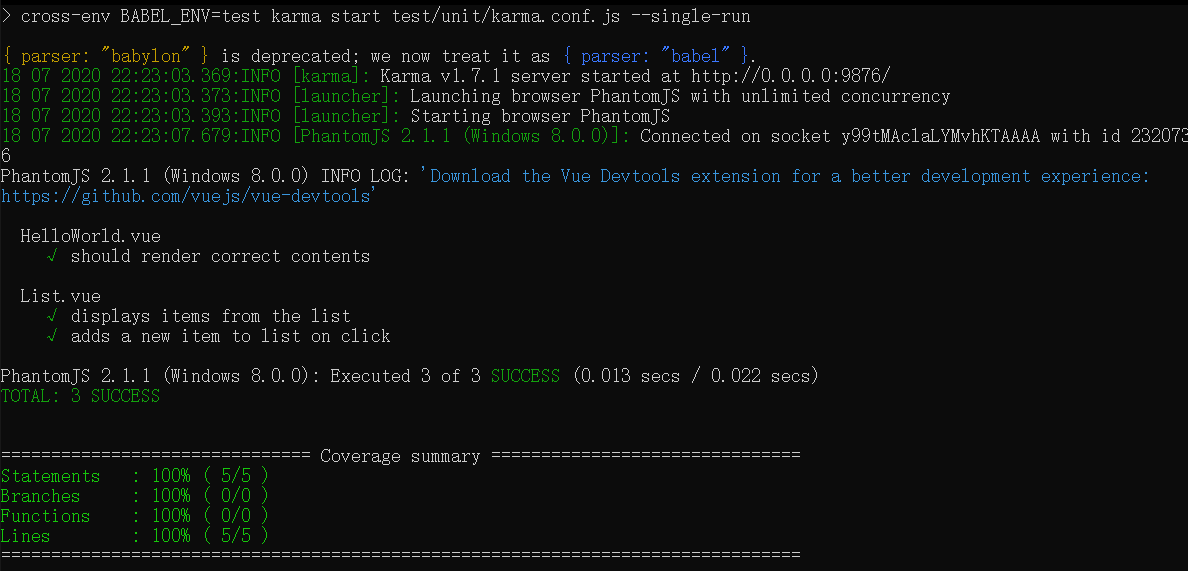 > cross-env BABEL_ENV=test karma start test/unit/karma.conf.js --single-run
{ parser: "babylon" } is deprecated; we now treat it as { parser: "babel" }.
18 07 2020 22:23:03.369:INFO [karma]: Karma v1.7.1 server started at http://0.0.0.0:9876/
18 07 2020 22:23:03.373:INFO [launcher]: Launching browser PhantomJS with unlimited concurrency
18 07 2020 22:23:03.393:INFO [launcher]: Starting browser PhantomJS
18 07 2020 22:23:07.679:INFO [PhantomJS 2.1.1 (Windows 8.0.0)]: Connected on socket y99tMAclaLYMvhKTAAAA with id 232073
6
PhantomJS 2.1.1 (Windows 8.0.0) INFO LOG: 'Download the Vue Devtools extension for a better development experience:
https://github.com/vuejs/vue-devtools'
HelloWorld.vue
√ should render correct contents
List.vue
√ displays items from the list
√ adds a new item to list on click
PhantomJS 2.1.1 (Windows 8.0.0): Executed 3 of 3 SUCCESS (0.013 secs / 0.022 secs)
TOTAL: 3 SUCCESS
=============================== Coverage summary ===============================
Statements   : 100% ( 5/5 )
Branches     : 100% ( 0/0 )
Functions    : 100% ( 0/0 )
Lines        : 100% ( 5/5 )
================================================================================